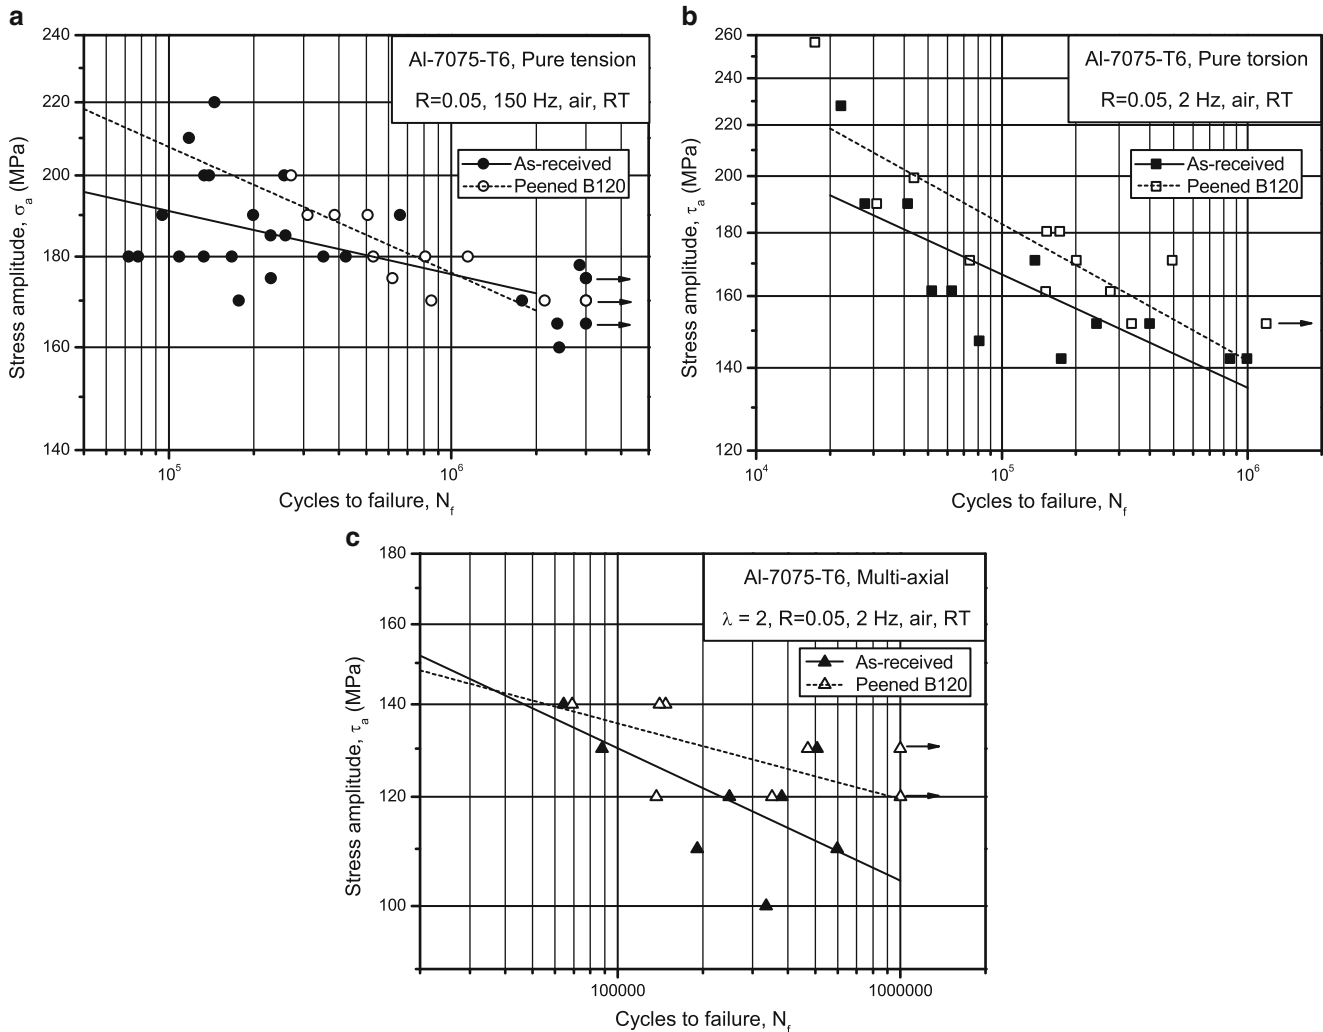 a
Al-7075-T6, Pure tension
R=0.05, 150 Hz, air, RT
As-received
Peened B120
Stress amplitude, σa (MPa)
240
220
200
180
160
140
10^5
10^6
Cycles to failure, Nf
b
Al-7075-T6, Pure torsion
R=0.05, 2 Hz, air, RT
As-received
Peened B120
Stress amplitude, τa (MPa)
260
240
220
200
180
160
140
120
10^4
10^5
10^6
Cycles to failure, Nf
c
Al-7075-T6, Multi-axial
λ = 2, R=0.05, 2 Hz, air, RT
As-received
Peened B120
Stress amplitude, τa (MPa)
180
160
140
120
100
100000
1000000
Cycles to failure, Nf